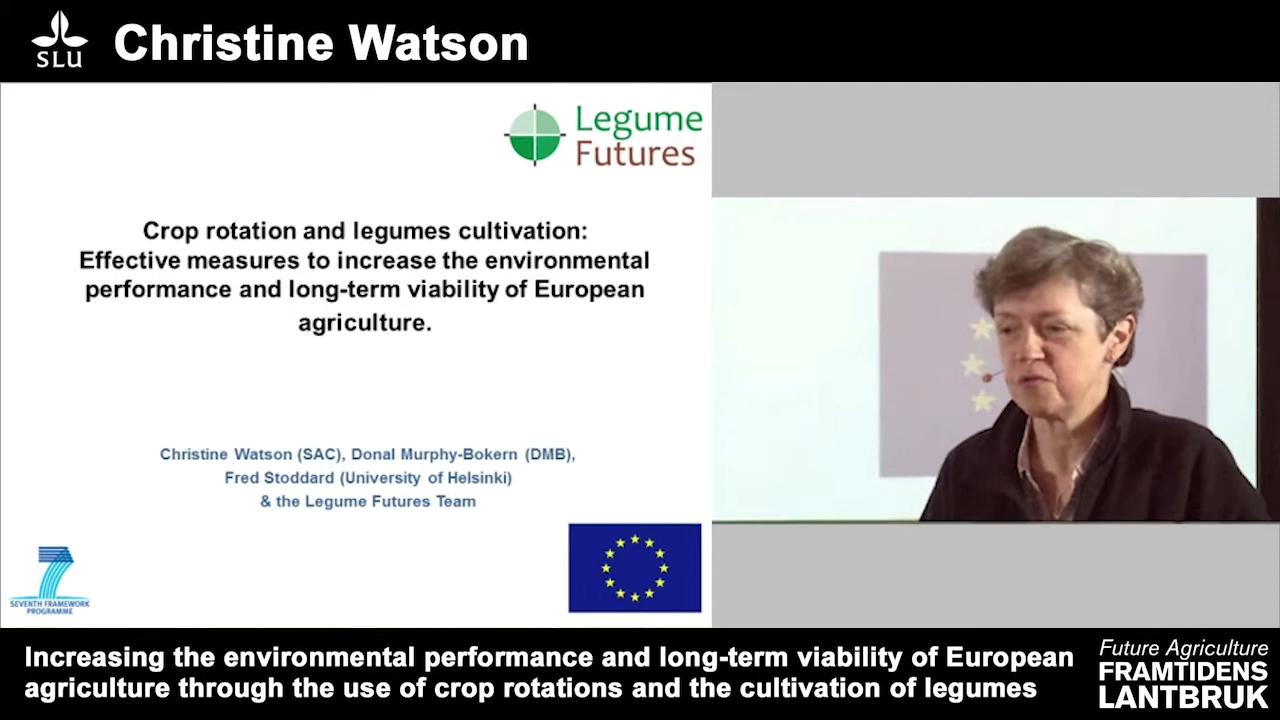 SLU
Christine Watson
Legume
Futures
Crop rotation and legumes cultivation:
Effective measures to increase the environmental
performance and long-term viability of European
agriculture.
Christine Watson (SAC), Donal Murphy-Bokern (DMB),
Fred Stoddard (University of Helsinki)
& the Legume Futures Team
SEVENTH FRAMEWORK
PROGRAMME
Increasing the environmental performance and long-term viability of European
agriculture through the use of crop rotations and the cultivation of legumes
Future Agriculture
FRAMTIDENS
LANTBRUK